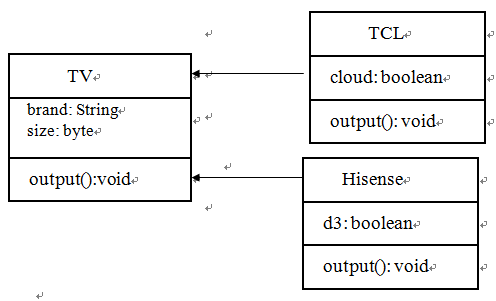 TV
brand: String
size: byte
output():void
TCL
cloud: boolean
output(): void
Hisense
d3: boolean
output(): void